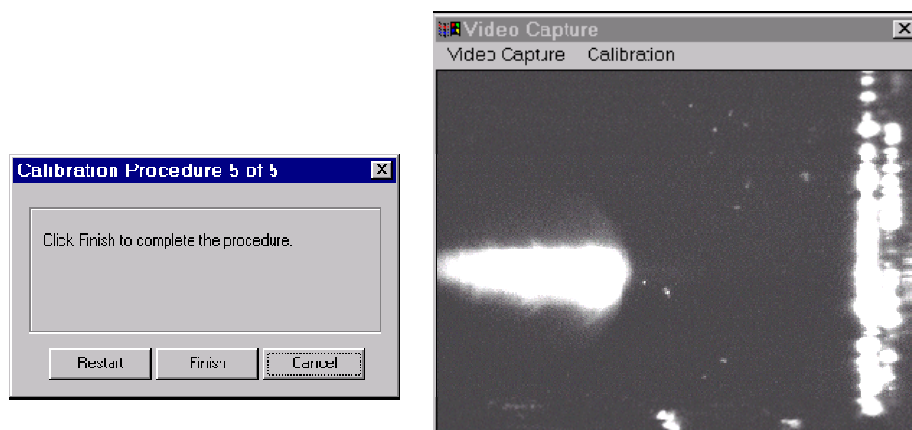 Calibration Procedure 5 of 5
Click Finish to complete the procedure.
Restart
Finish
Cancel
Video Capture
Video Capture
Calibration